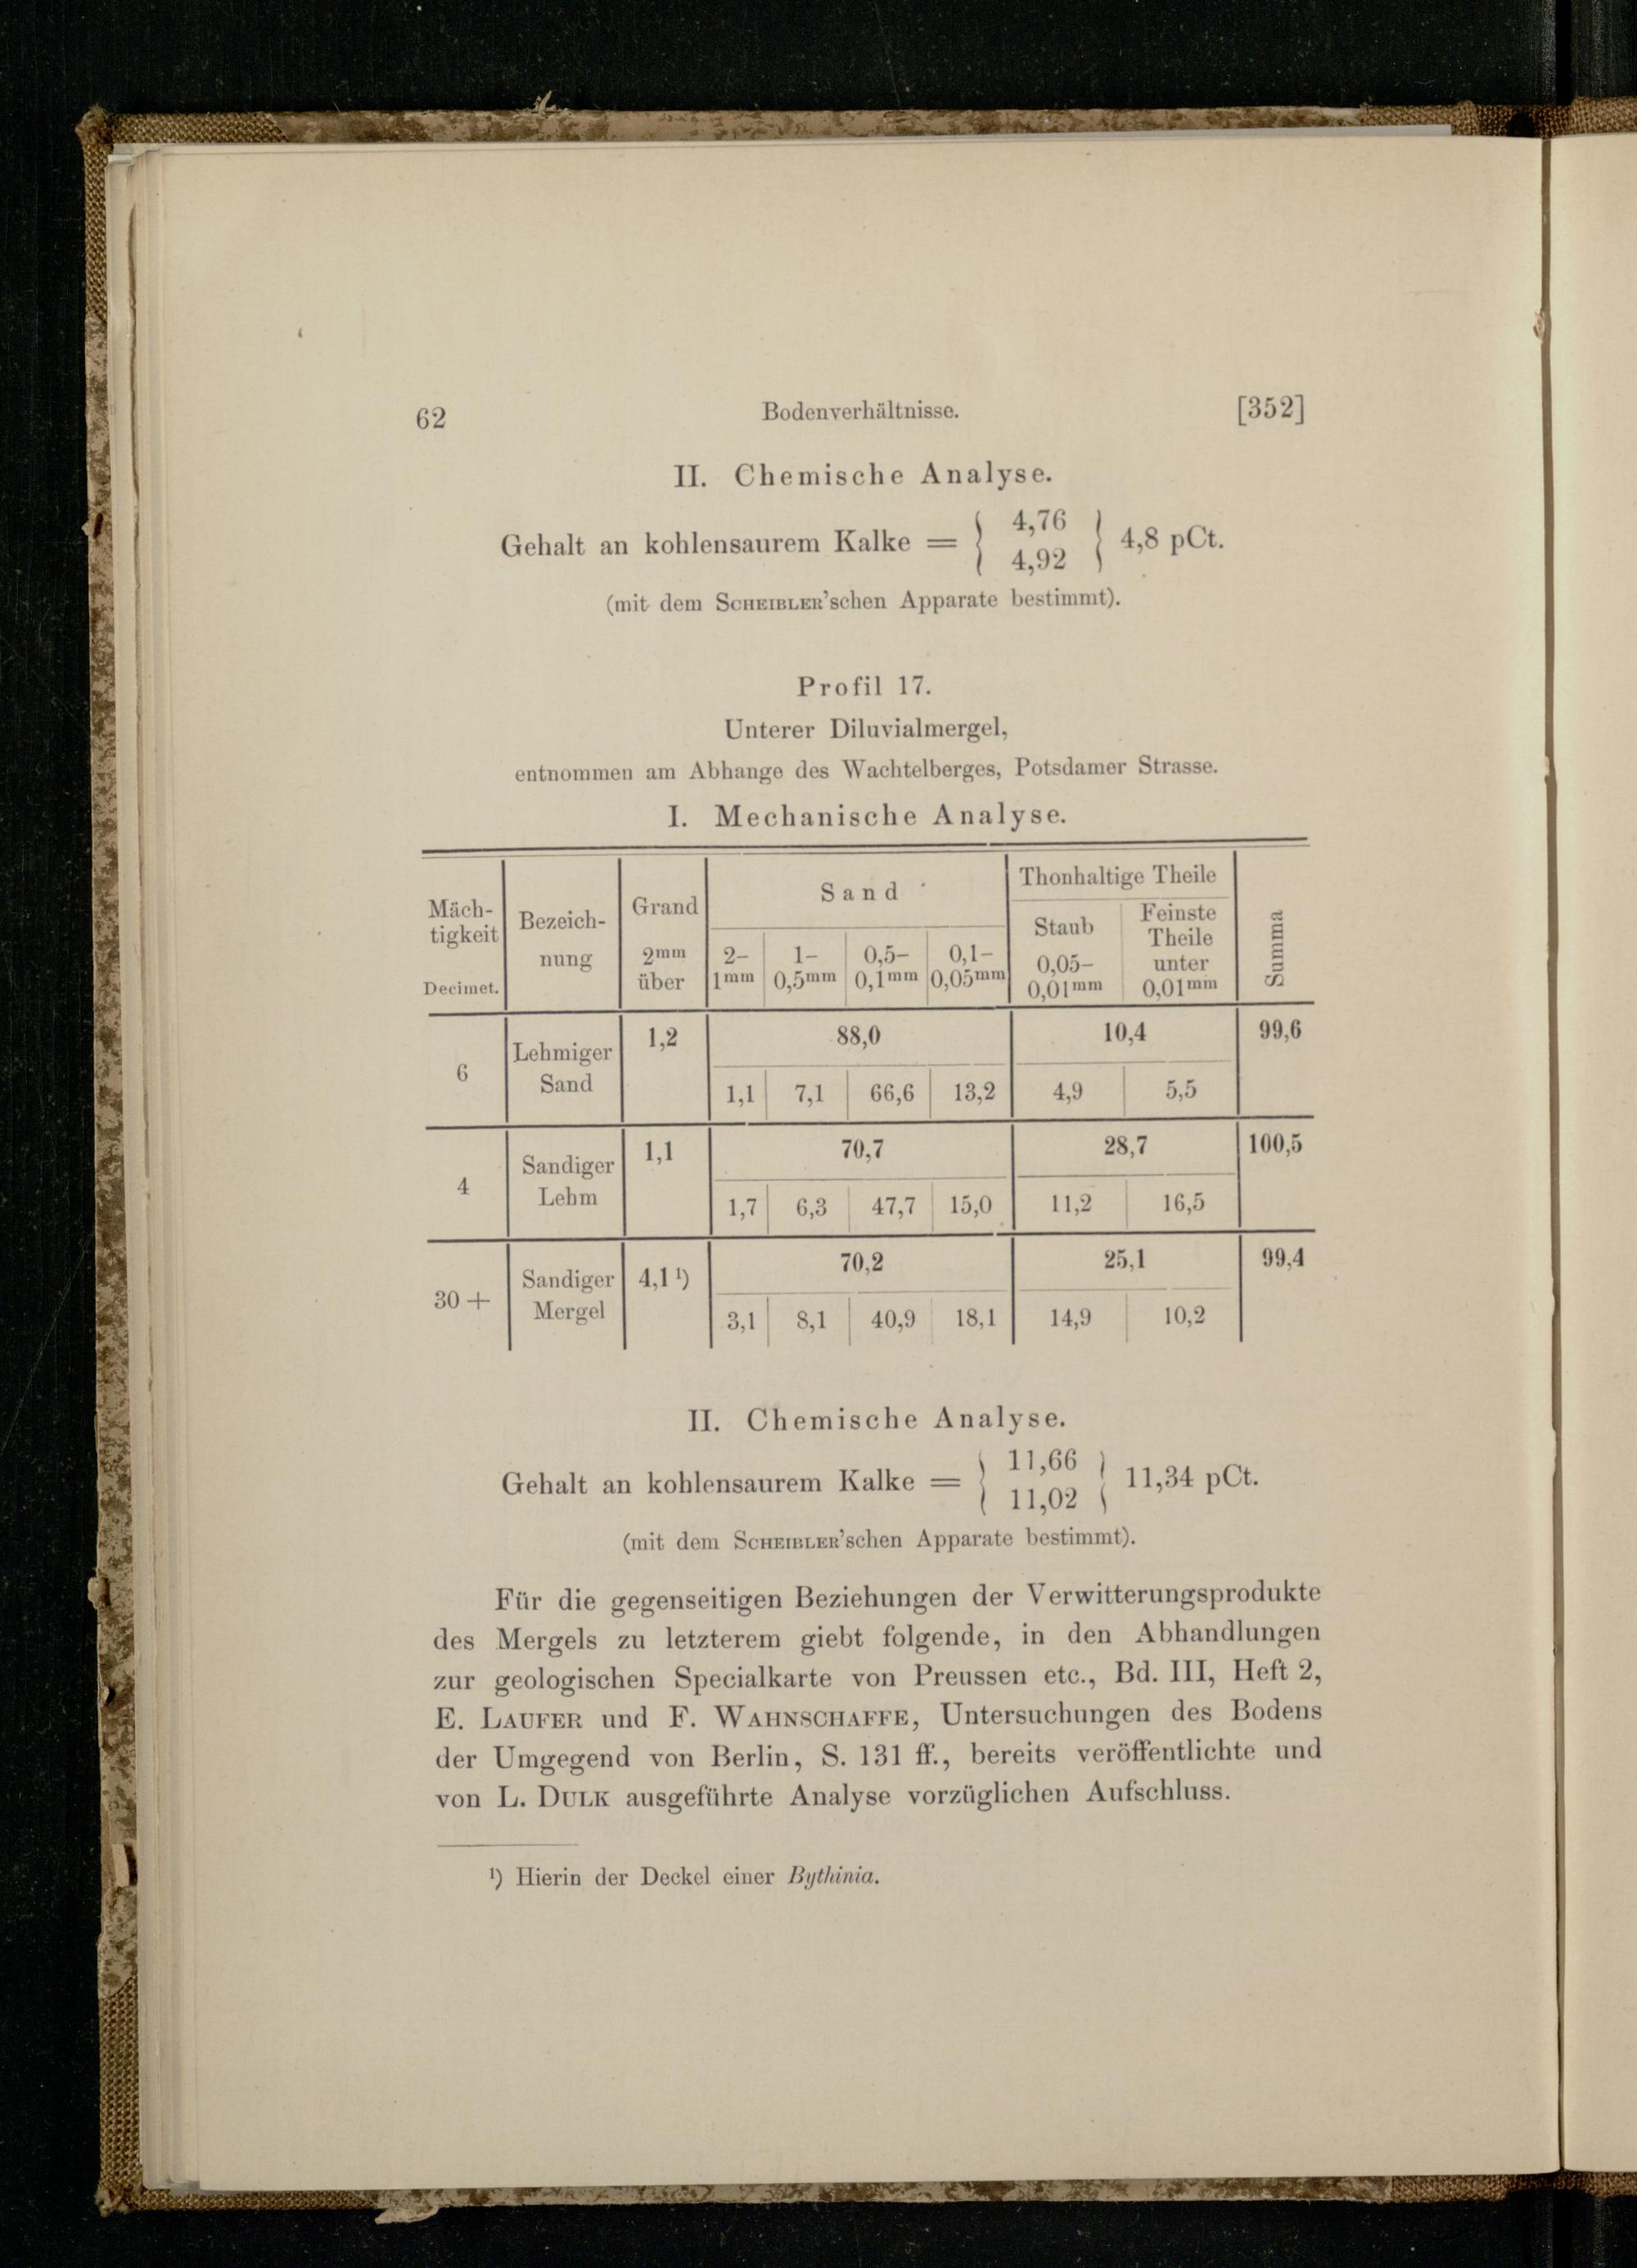 62 Bodenverhältnisse. [352]
II. Chemische Analyse.
Gehalt an kohlensaurem Kalke = { 4,76 4,92 } 4,8 pCt.
(mit dem SCHEIBLER'schen Apparate bestimmt).
Profil 17.
Unterer Diluvialmergel,
entnommen am Abhange des Wachtelberges, Potsdamer Strasse.
I. Mechanische Analyse.
Mäch-
tigkeit
Decimet.
Bezeich-
nung
Grand
2mm
über
Sand
2-
1mm
1-
0,5mm
0,5-
0,1mm
0,1-
0,05mm
Thonhaltige Theile
Staub
0,05-
0,01mm
Feinste
Theile
unter
0,01mm
Summa
6
Lehmiger
Sand
1,2 88,0 10,4 99,6
1,1 7,1 66,6 13,2 4,9 5,5
4
Sandiger
Lehm
1,1 70,7 28,7 100,5
1,7 6,3 47,7 15,0 11,2 16,5
30 +
Sandiger
Mergel
4,1 ¹) 70,2 25,1 99,4
3,1 8,1 40,9 18,1 14,9 10,2
II. Chemische Analyse.
Gehalt an kohlensaurem Kalke = { 11,66 11,02 } 11,34 pCt.
(mit dem SCHEIBLER'schen Apparate bestimmt).
Für die gegenseitigen Beziehungen der Verwitterungsprodukte
des Mergels zu letzterem giebt folgende, in den Abhandlungen
zur geologischen Specialkarte von Preussen etc., Bd. III, Heft 2,
E. LAUFER und F. WAHNSCHAFFE, Untersuchungen des Bodens
der Umgegend von Berlin, S. 131 ff., bereits veröffentlichte und
von L. DULK ausgeführte Analyse vorzüglichen Aufschluss.
¹) Hierin der Deckel einer Bythinia.